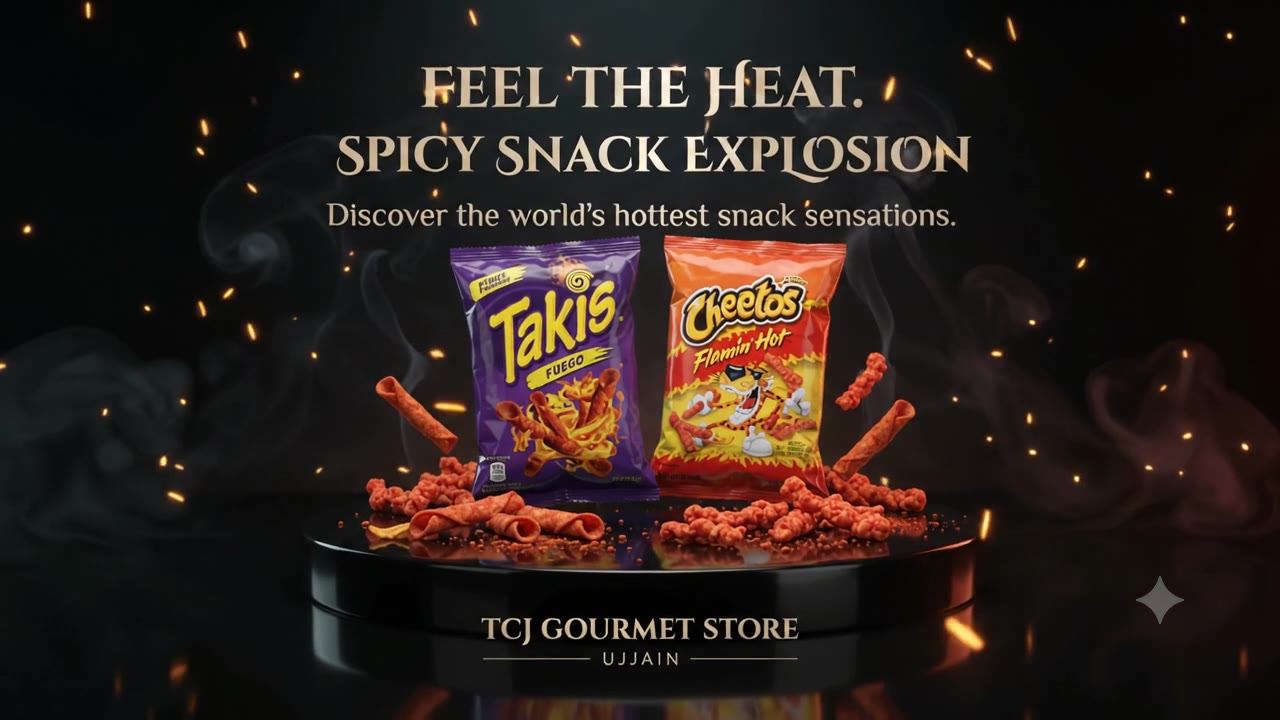 FEEL THE HEAT.
SPICY SNACK EXPLOSION
Discover the world's hottest snack sensations.
Takis
FUEGO
Cheetos
Flamin' Hot
TCJ GOURMET STORE
UJJAIN